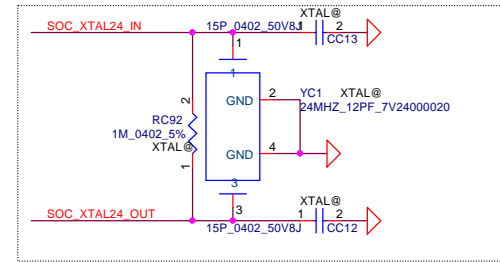 XTAL@
SOC_XTAL24_IN
15P_0402_50V8J
1
2
CC13
1
1
2
GND
2
YC1
XTAL@
24MHZ_12PF_7V24000020
RC92
1M_0402_5%
XTAL@
GND
4
1
3
3
XTAL@
SOC_XTAL24_OUT
1
2
15P_0402_50V8J
CC12